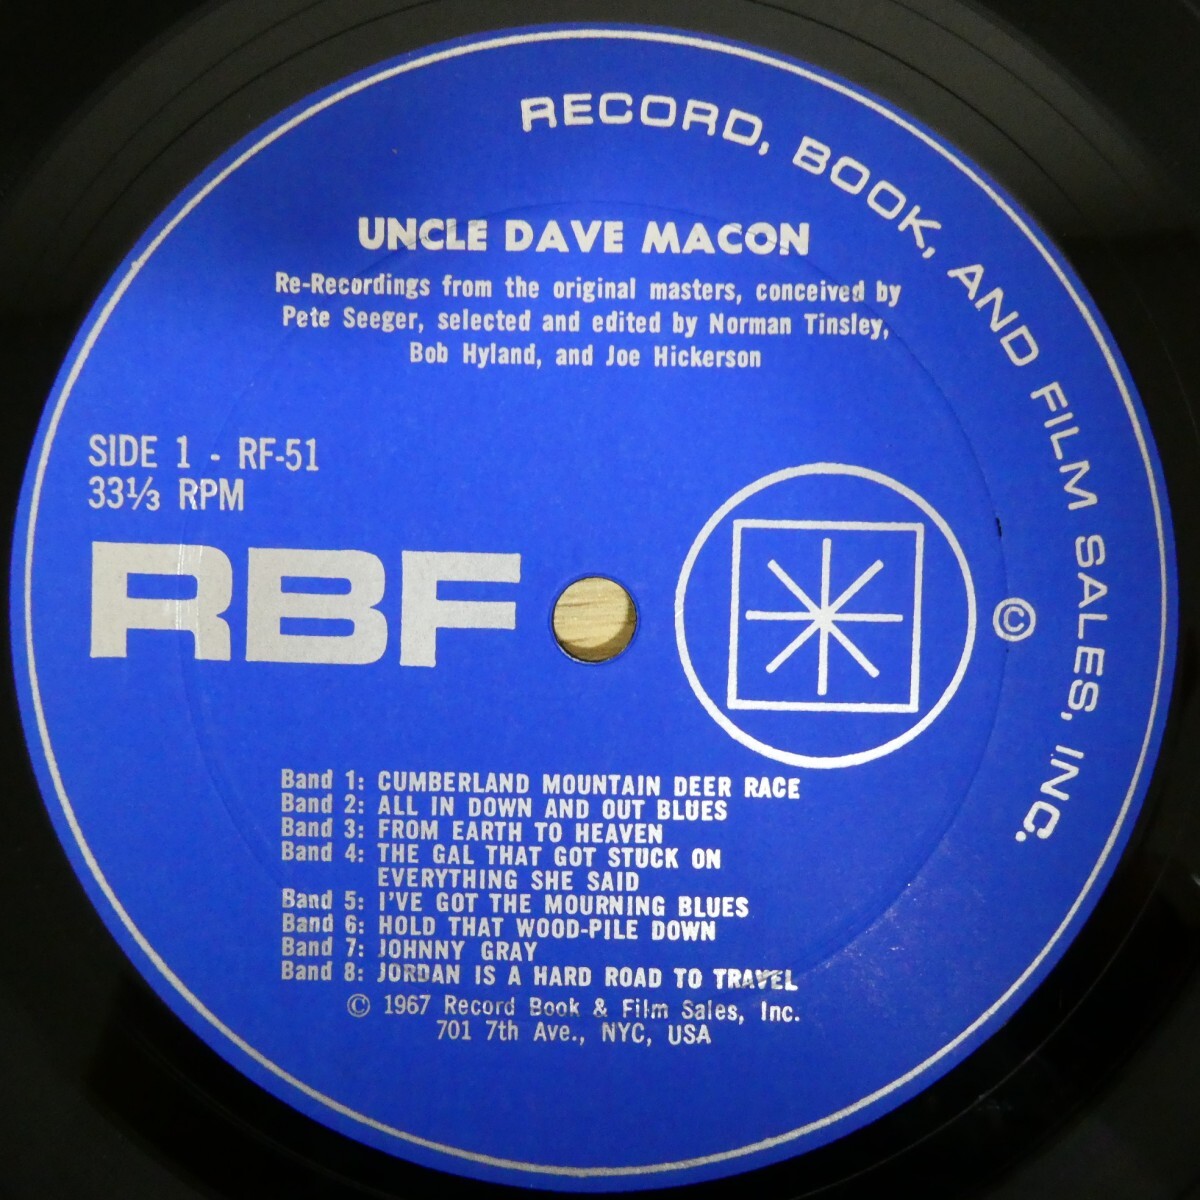 RECORD, BOOK, AND FILM SALES, INC.
UNCLE DAVE MACON
Re-Recordings from the original masters, conceived by
Pete Seeger, selected and edited by Norman Tinsley,
Bob Hyland, and Joe Hickerson
SIDE 1 - RF-51
33⅓ RPM
RBF
©
Band 1: CUMBERLAND MOUNTAIN DEER RACE
Band 2: ALL IN DOWN AND OUT BLUES
Band 3: FROM EARTH TO HEAVEN
Band 4: THE GAL THAT GOT STUCK ON
EVERYTHING SHE SAID
Band 5: I'VE GOT THE MOURNING BLUES
Band 6: HOLD THAT WOOD-PILE DOWN
Band 7: JOHNNY GRAY
Band 8: JORDAN IS A HARD ROAD TO TRAVEL
© 1967 Record Book & Film Sales, Inc.
701 7th Ave., NYC, USA